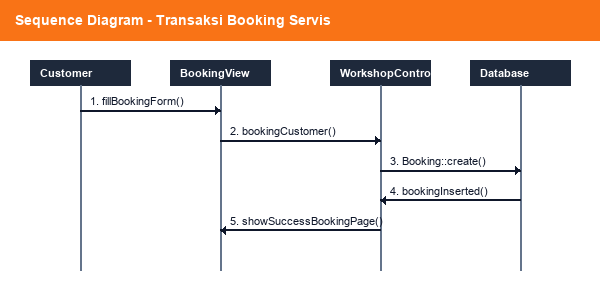 Sequence Diagram - Transaksi Booking Servis
Customer
BookingView
WorkshopContro
Database
1. fillBookingForm()
2. bookingCustomer()
3. Booking::create()
4. bookingInserted()
5. showSuccessBookingPage()